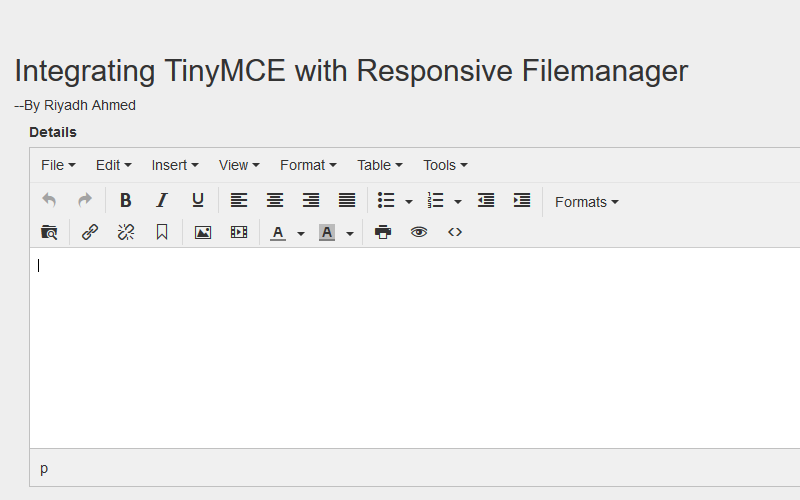 Integrating TinyMCE with Responsive Filemanager
--By Riyadh Ahmed
Details
File Edit Insert View Format Table Tools
B I U Formats
A A
p